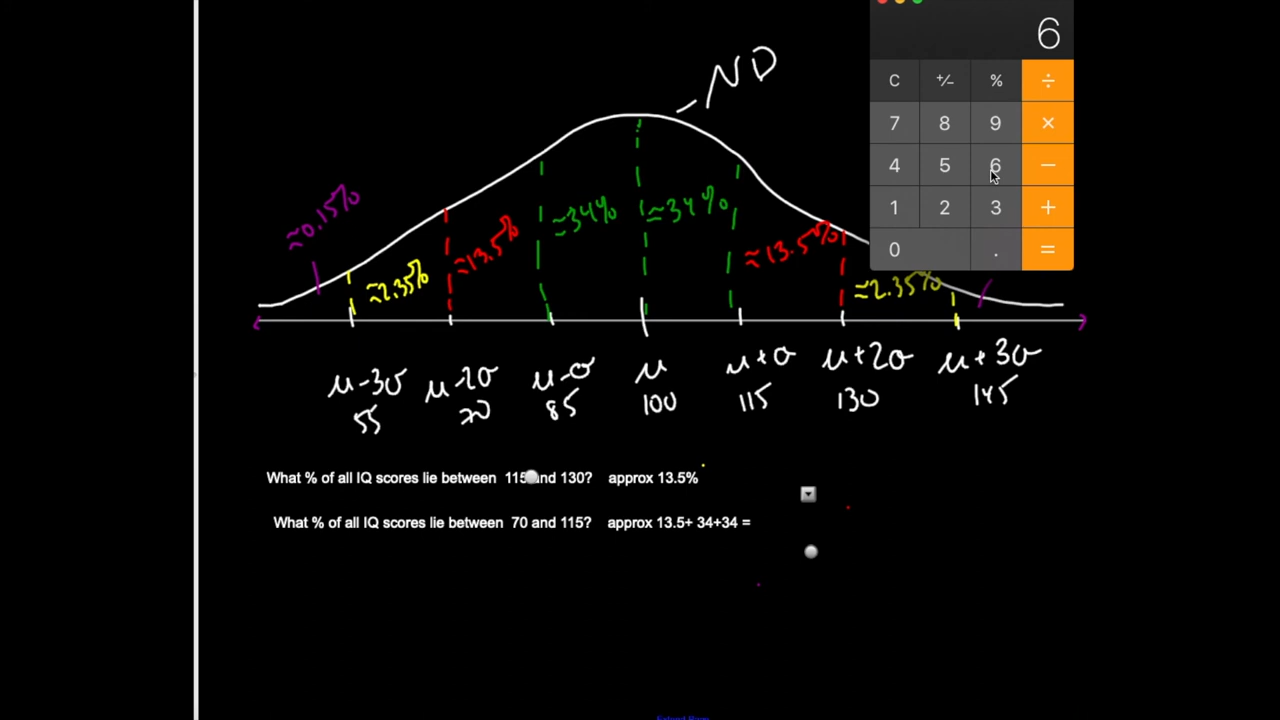 ND
6
C +/- % ÷
7 8 9 ×
4 5 6 −
1 2 3 +
0 . =
≈0.15%
≈2.35% ≈13.5% ≈34% ≈34% ≈13.5% ≈2.35%
μ-3σ μ-2σ μ-σ μ μ+σ μ+2σ μ+3σ
55 70 85 100 115 130 145
What % of all IQ scores lie between 115 and 130? approx 13.5%
What % of all IQ scores lie between 70 and 115? approx 13.5+ 34+34 =